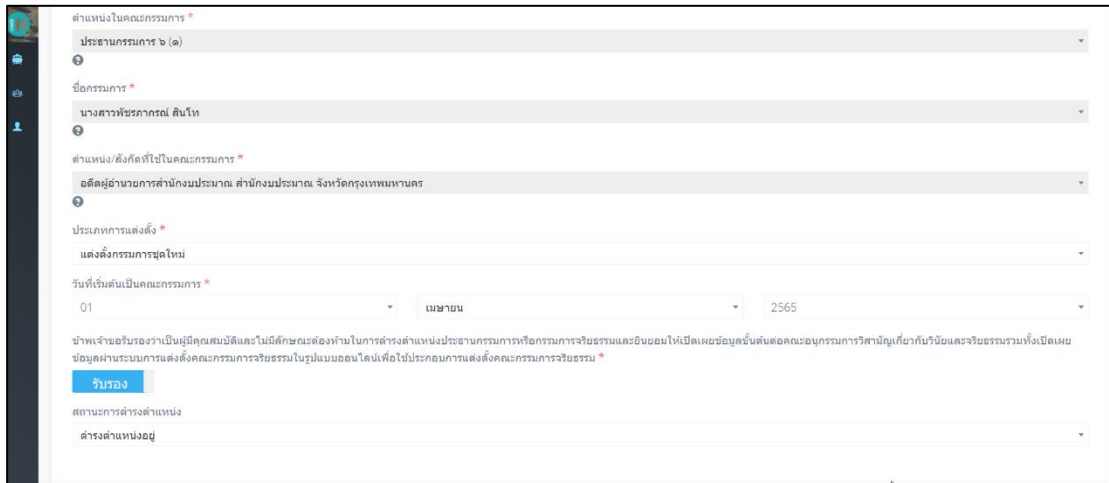 ตำแหน่งในคณะกรรมการ *
ประธานกรรมการ ๖ (๑)
ชื่อกรรมการ *
นางสาวพัชรภากรณ์ สินโท
ตำแหน่ง/สังกัดที่ใช้ในคณะกรรมการ *
อดีตผู้อำนวยการสำนักงบประมาณ สำนักงบประมาณ จังหวัดกรุงเทพมหานคร
ประเภทการแต่งตั้ง *
แต่งตั้งกรรมการชุดใหม่
วันที่เริ่มต้นเป็นคณะกรรมการ *
01 เมษายน 2565
ข้าพเจ้าขอรับรองว่าเป็นผู้มีคุณสมบัติและไม่มีลักษณะต้องห้ามในการดำรงตำแหน่งประธานกรรมการหรือกรรมการจริยธรรมและยินยอมให้เปิดเผยข้อมูลขั้นต้นต่อคณะอนุกรรมการวิสามัญเกี่ยวกับวินัยและจริยธรรมรวมทั้งเปิดเผย
ข้อมูลผ่านระบบการแต่งตั้งคณะกรรมการจริยธรรมในรูปแบบออนไลน์เพื่อใช้ประกอบการแต่งตั้งคณะกรรมการจริยธรรม *
รับรอง
สถานะการดำรงตำแหน่ง
ดำรงตำแหน่งอยู่